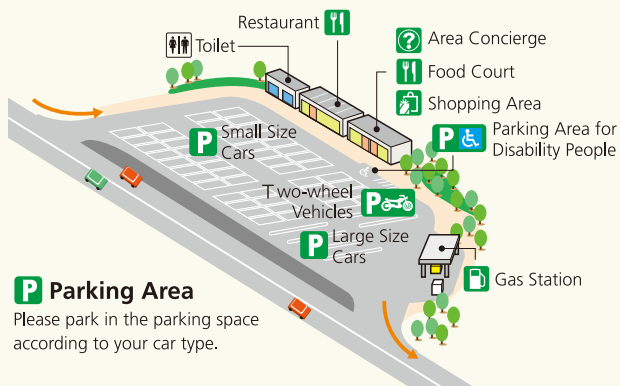 Restaurant
Toilet
? Area Concierge
Food Court
Shopping Area
P Parking Area for
Disability People
P Small Size
Cars
Two-wheel
Vehicles P
P Large Size
Cars
Gas Station
P Parking Area
Please park in the parking space
according to your car type.